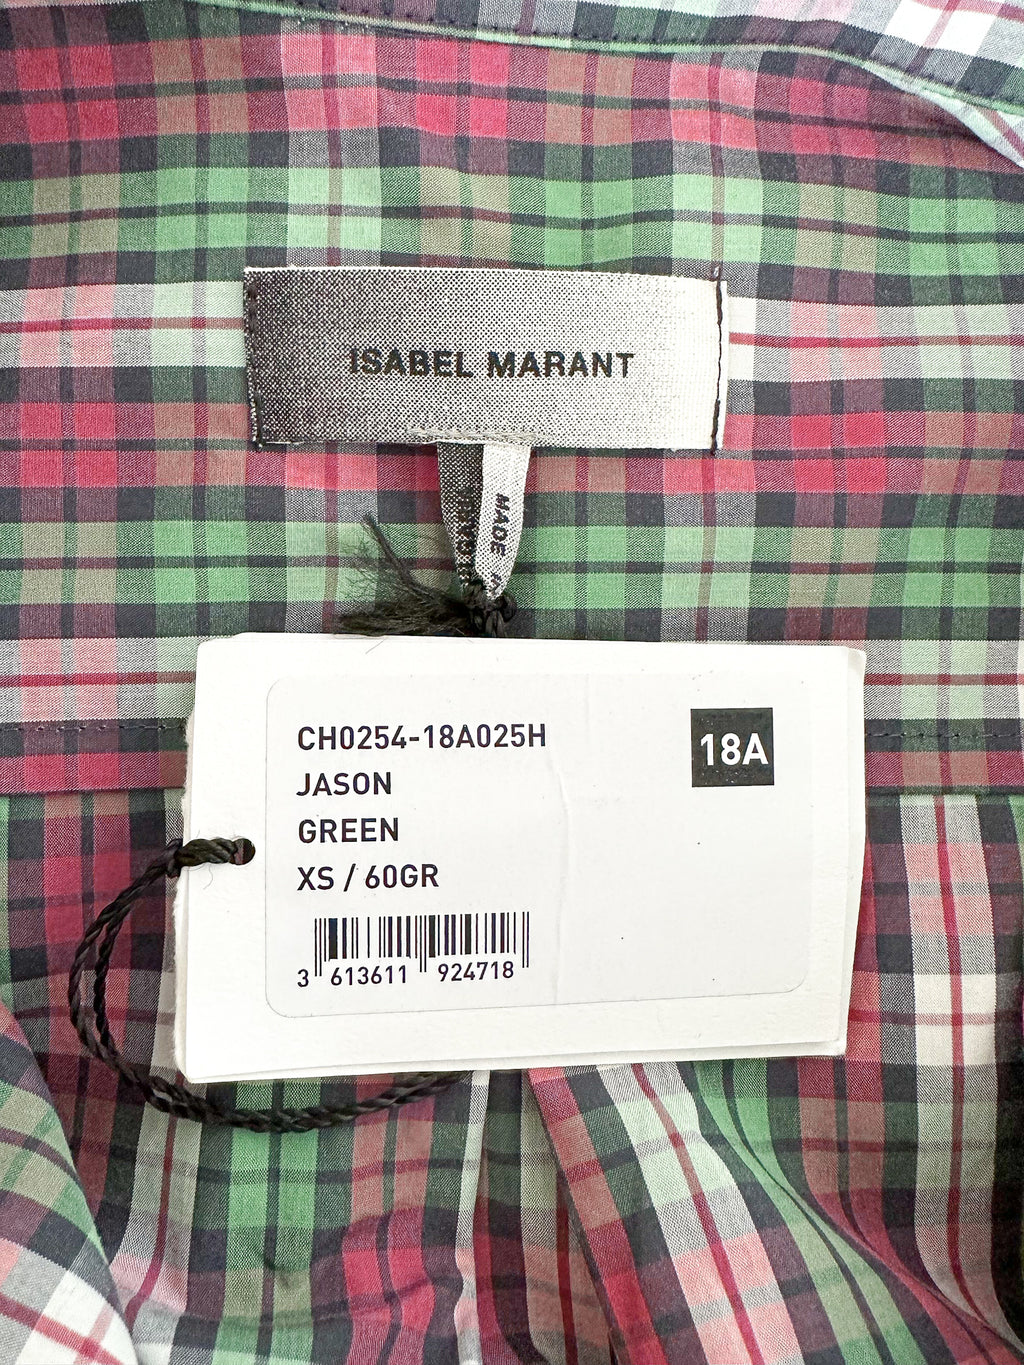 ISABEL MARANT
MADE
CH0254-18A025H
18A
JASON
GREEN
XS / 60GR
3 613611 924718